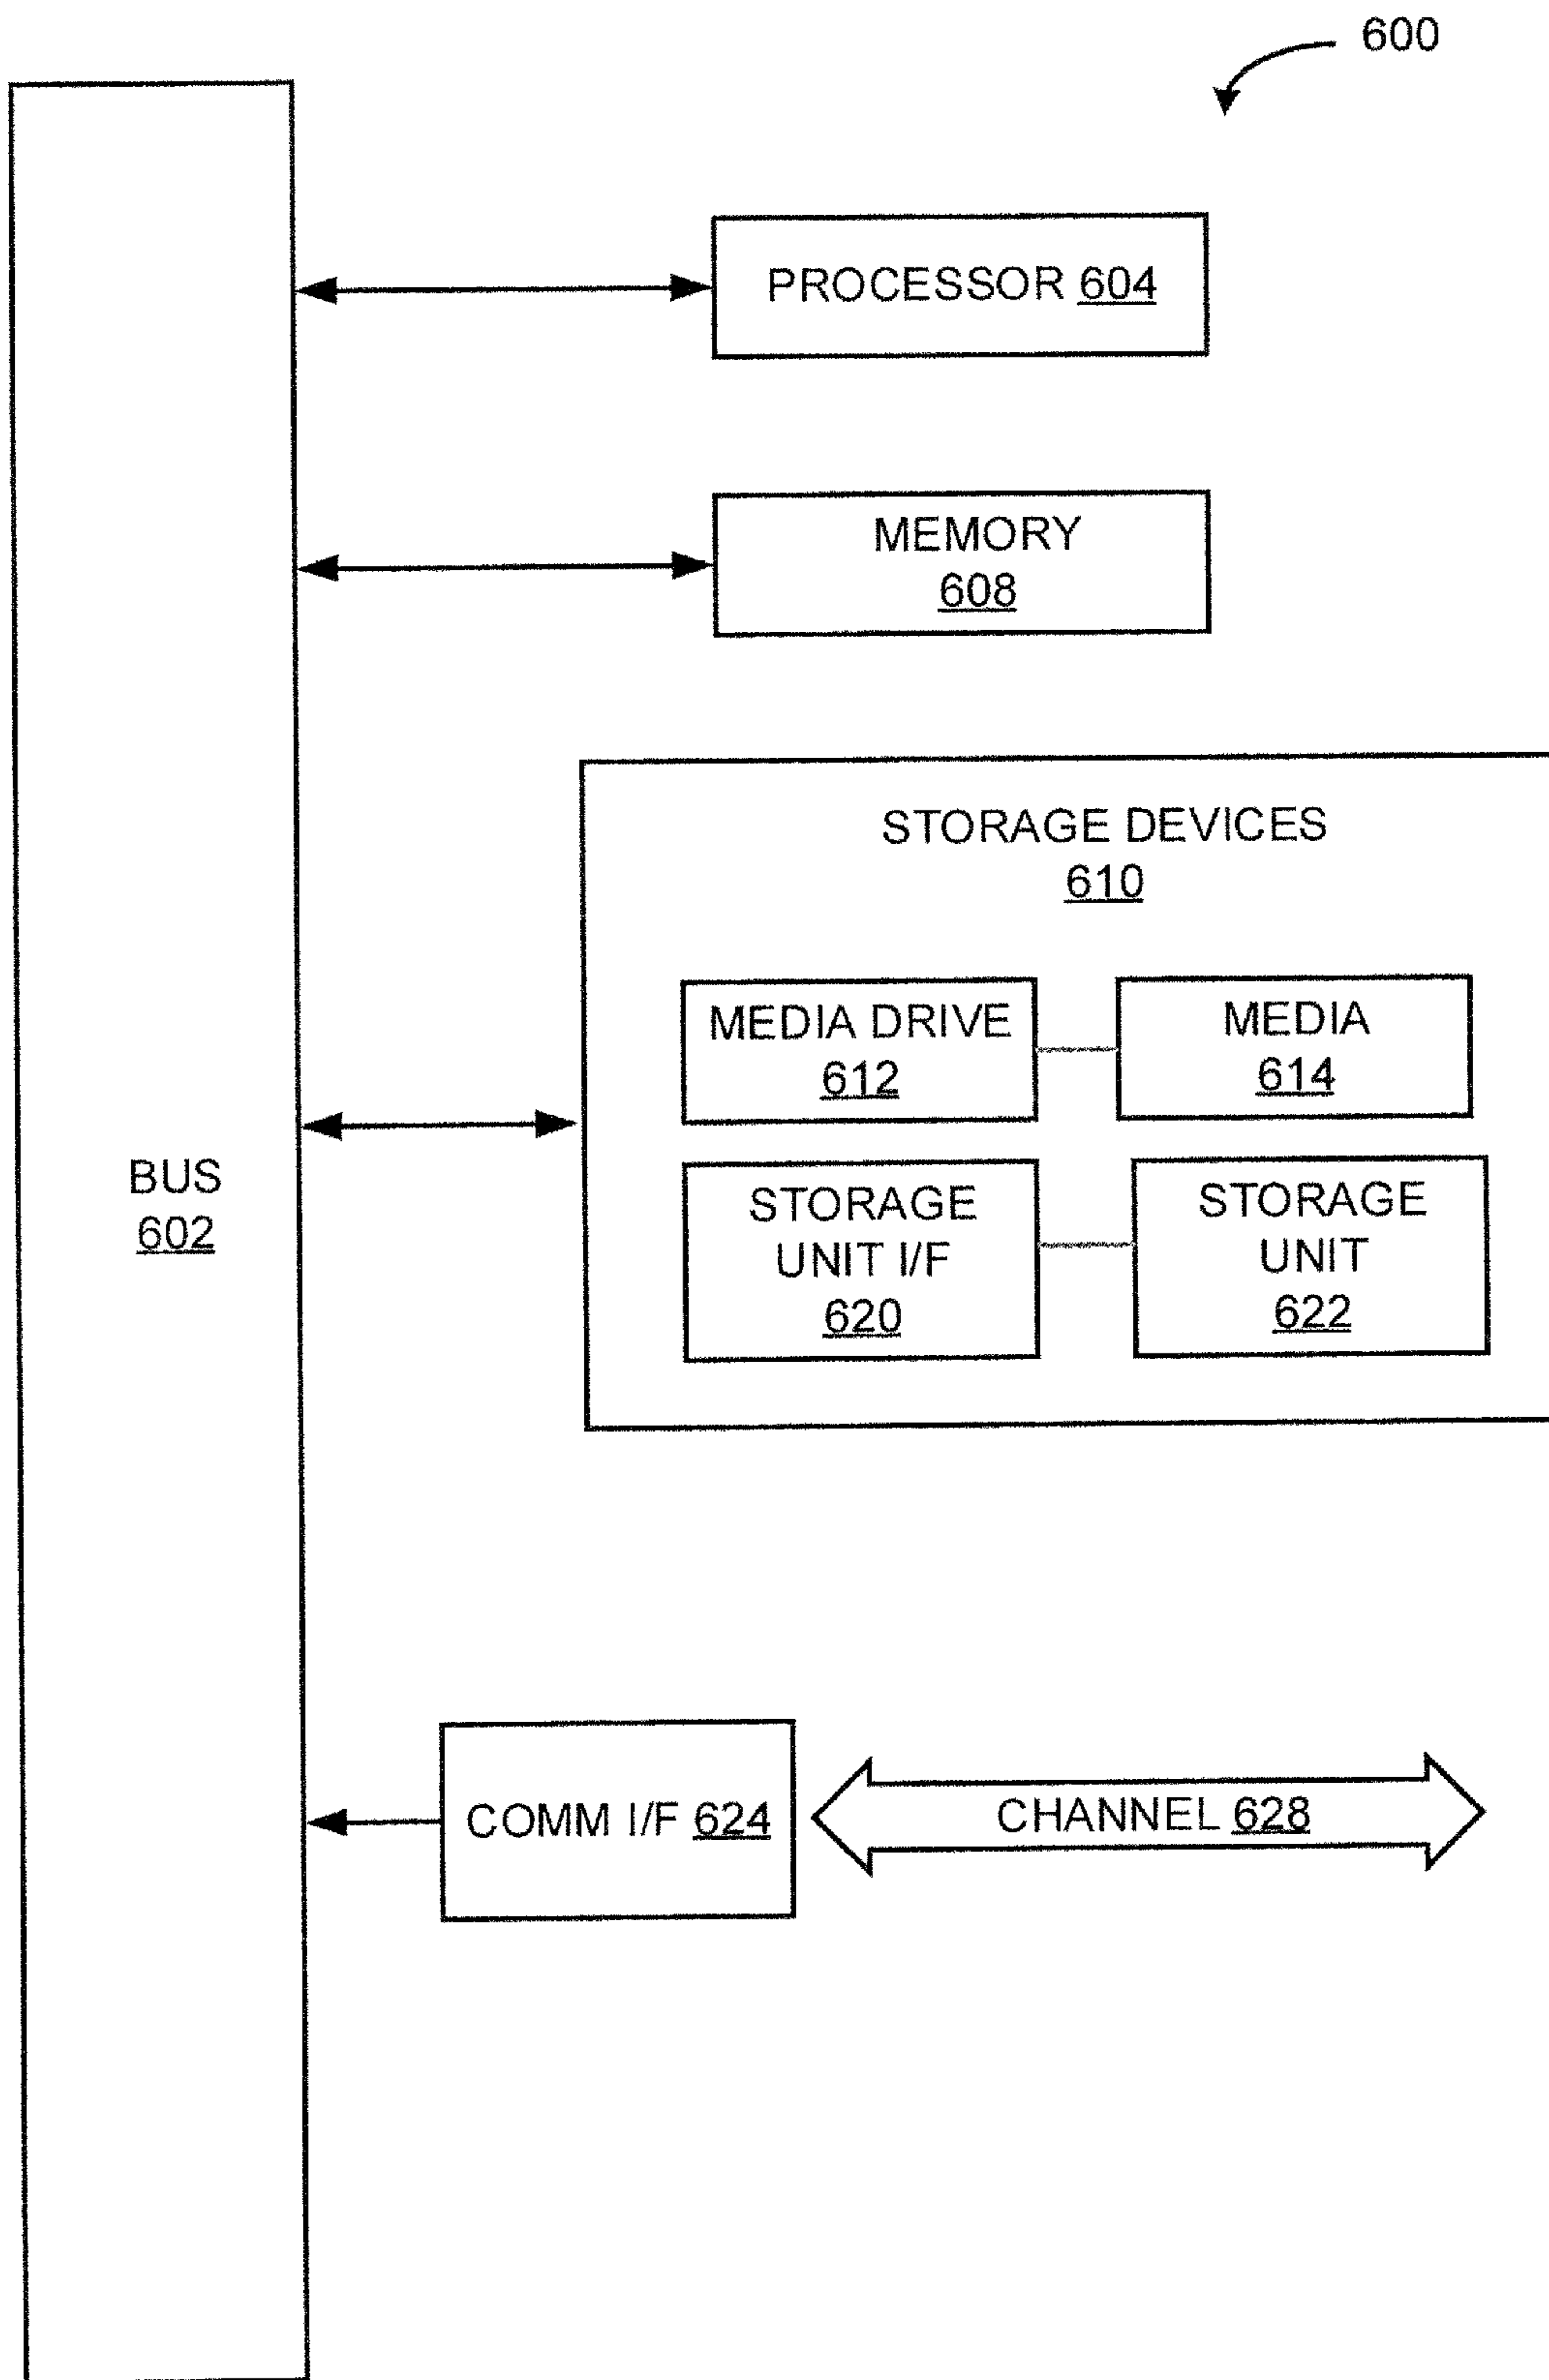 600
PROCESSOR 604
MEMORY
608
STORAGE DEVICES
610
MEDIA DRIVE
612
MEDIA
614
STORAGE
UNIT I/F
620
STORAGE
UNIT
622
BUS
602
COMM I/F 624
CHANNEL 628